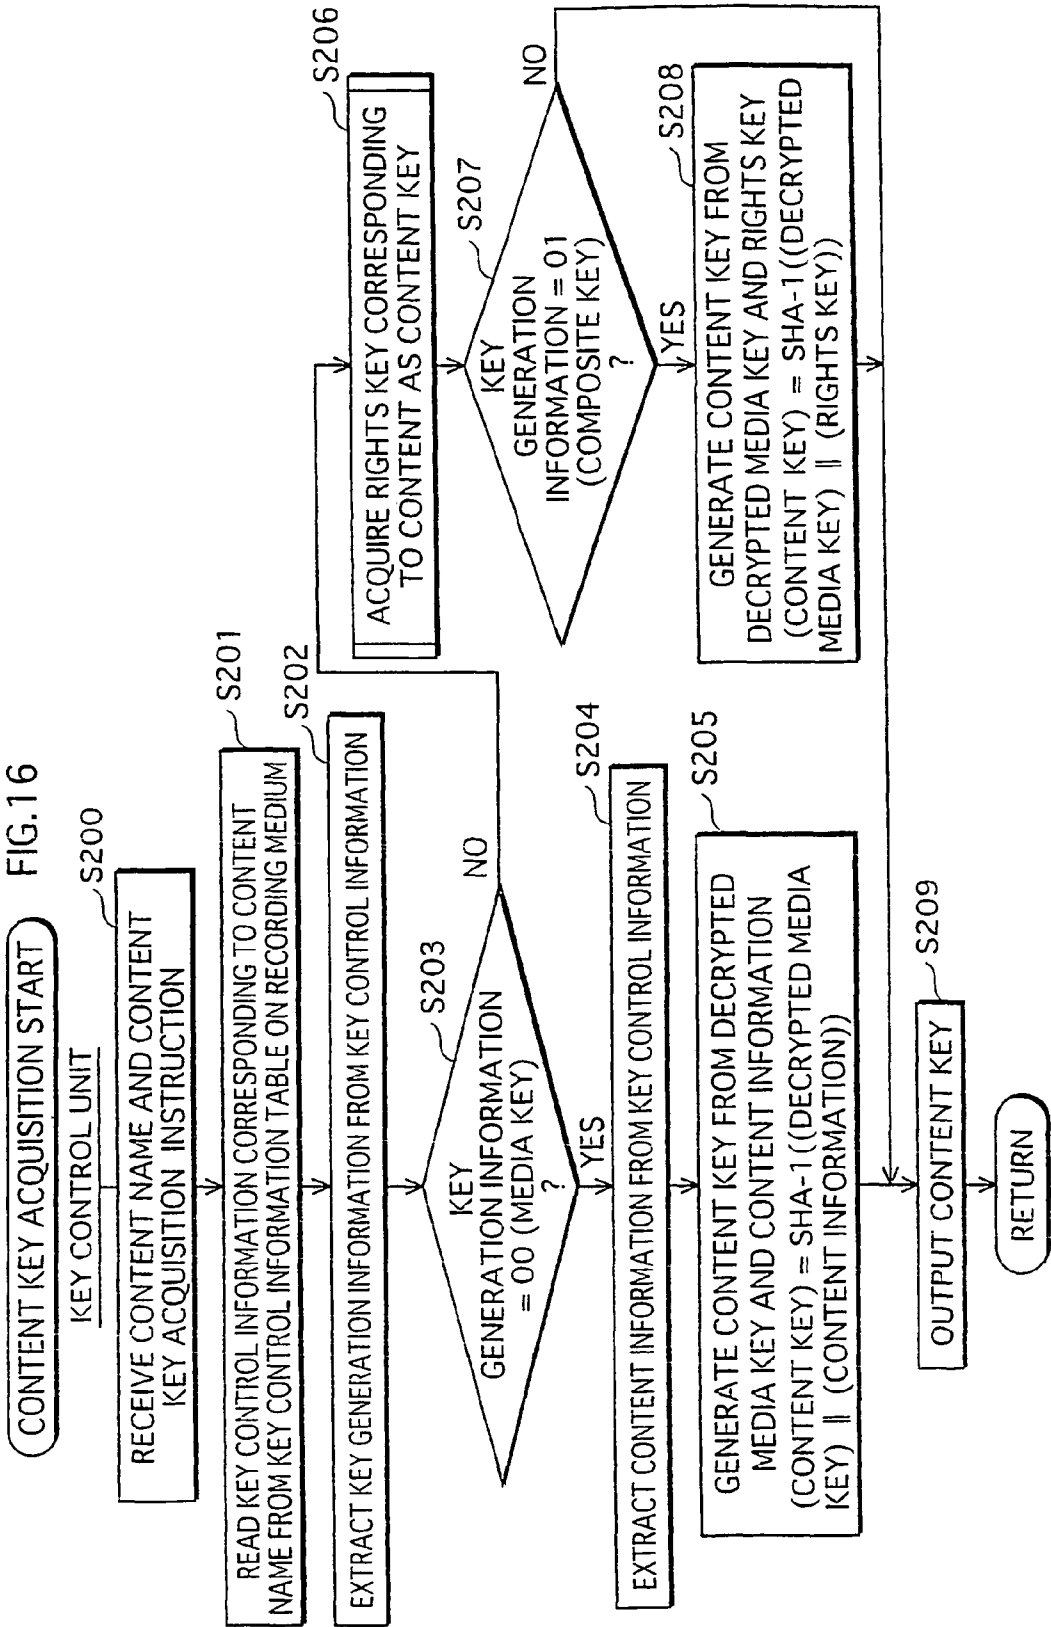 FIG.16
CONTENT KEY ACQUISITION START
KEY CONTROL UNIT
S200
RECEIVE CONTENT NAME AND CONTENT
KEY ACQUISITION INSTRUCTION
S201
READ KEY CONTROL INFORMATION CORRESPONDING TO CONTENT
NAME FROM KEY CONTROL INFORMATION TABLE ON RECORDING MEDIUM
S202
EXTRACT KEY GENERATION INFORMATION FROM KEY CONTROL INFORMATION
S203
KEY
GENERATION INFORMATION
= 00 (MEDIA KEY)
?
NO
YES
S204
EXTRACT CONTENT INFORMATION FROM KEY CONTROL INFORMATION
S205
GENERATE CONTENT KEY FROM DECRYPTED
MEDIA KEY AND CONTENT INFORMATION
(CONTENT KEY) = SHA-1((DECRYPTED MEDIA
KEY) || (CONTENT INFORMATION))
S206
ACQUIRE RIGHTS KEY CORRESPONDING
TO CONTENT AS CONTENT KEY
S207
KEY
GENERATION
INFORMATION = 01
(COMPOSITE KEY)
?
NO
YES
S208
GENERATE CONTENT KEY FROM
DECRYPTED MEDIA KEY AND RIGHTS KEY
(CONTENT KEY) = SHA-1((DECRYPTED
MEDIA KEY) || (RIGHTS KEY))
S209
OUTPUT CONTENT KEY
RETURN